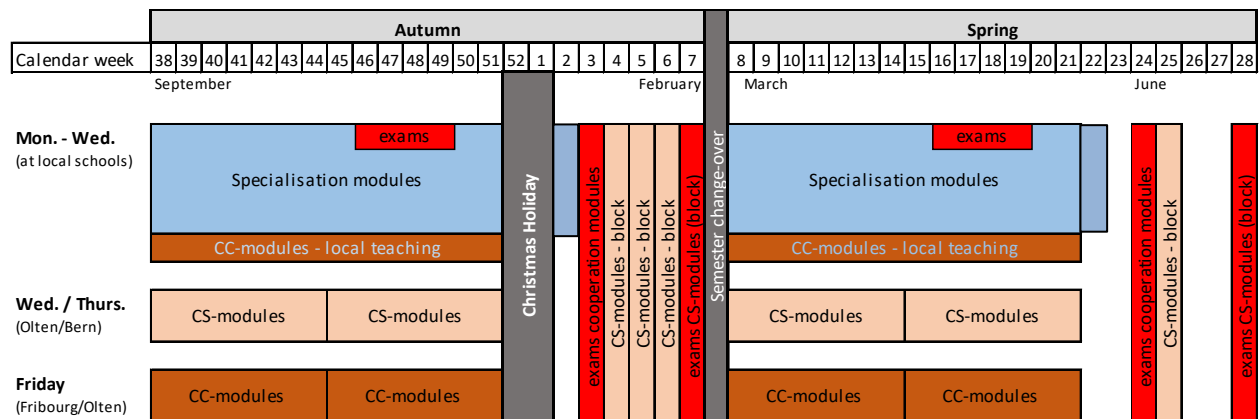 Autumn Spring
Calendar week 38 39 40 41 42 43 44 45 46 47 48 49 50 51 52 1 2 3 4 5 6 7 8 9 10 11 12 13 14 15 16 17 18 19 20 21 22 23 24 25 26 27 28
September February March June
Mon. - Wed.
(at local schools)
exams
Specialisation modules
CC-modules - local teaching
Wed. / Thurs.
(Olten/Bern)
CS-modules CS-modules
Friday
(Fribourg/Olten)
CC-modules CC-modules
Christmas Holiday
exams cooperation modules
CS-modules - block
CS-modules - block
CS-modules - block
exams CS-modules (block)
Semester change-over
exams
Specialisation modules
CC-modules - local teaching
CS-modules CS-modules
CC-modules CC-modules
exams cooperation modules
CS-modules - block
exams CS-modules (block)